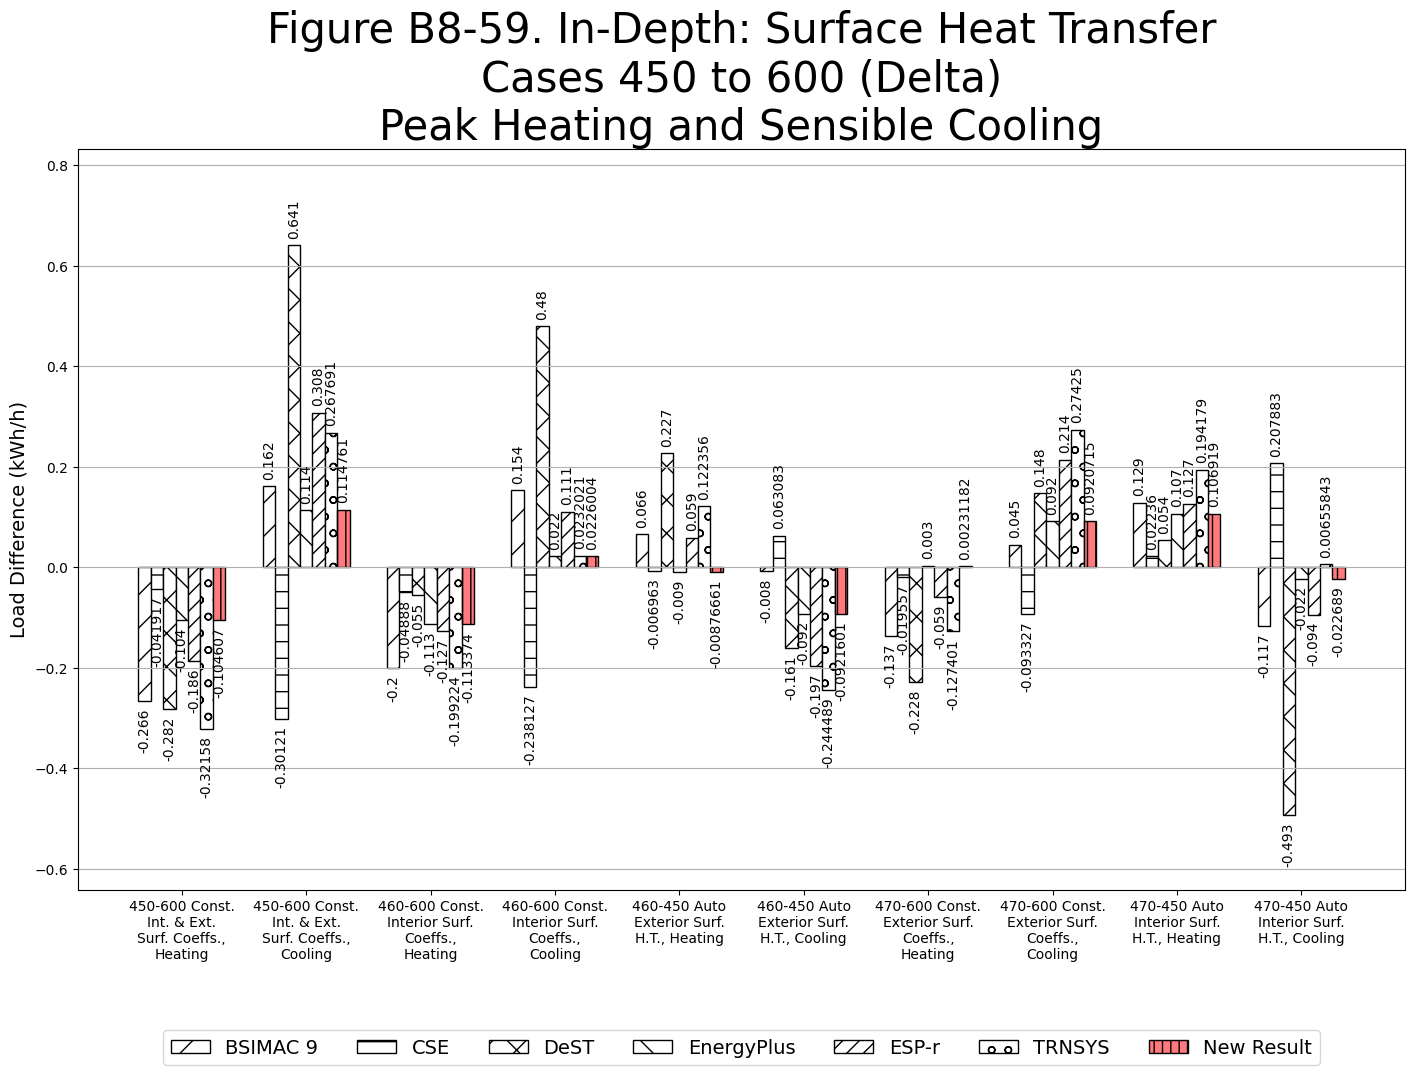 Figure B8-59. In-Depth: Surface Heat Transfer
Cases 450 to 600 (Delta)
Peak Heating and Sensible Cooling
Load Difference (kWh/h)
0.8
0.6
0.4
0.2
0.0
−0.2
−0.4
−0.6
-0.266
-0.041917
-0.282
-0.104
-0.186
-0.32158
-0.104607
0.162
-0.30121
0.641
0.114
0.308
0.267691
0.114761
-0.2
-0.04888
-0.055
-0.113
-0.127
-0.199224
-0.113374
0.154
-0.238127
0.48
0.022
0.111
0.0232021
0.0226004
0.066
-0.006963
0.227
-0.009
0.059
0.122356
-0.00876661
-0.008
0.063083
-0.161
-0.092
-0.197
-0.244489
-0.0921601
-0.137
-0.019557
-0.228
0.003
-0.059
-0.127401
0.00231182
0.045
-0.093327
0.148
0.092
0.214
0.27425
0.0920715
0.129
0.02236
0.054
0.107
0.127
0.194179
0.106919
-0.117
0.207883
-0.493
-0.022
-0.094
0.00655843
-0.022689
450-600 Const.
Int. & Ext.
Surf. Coeffs.,
Heating
450-600 Const.
Int. & Ext.
Surf. Coeffs.,
Cooling
460-600 Const.
Interior Surf.
Coeffs.,
Heating
460-600 Const.
Interior Surf.
Coeffs.,
Cooling
460-450 Auto
Exterior Surf.
H.T., Heating
460-450 Auto
Exterior Surf.
H.T., Cooling
470-600 Const.
Exterior Surf.
Coeffs.,
Heating
470-600 Const.
Exterior Surf.
Coeffs.,
Cooling
470-450 Auto
Interior Surf.
H.T., Heating
470-450 Auto
Interior Surf.
H.T., Cooling
BSIMAC 9
CSE
DeST
EnergyPlus
ESP-r
TRNSYS
New Result